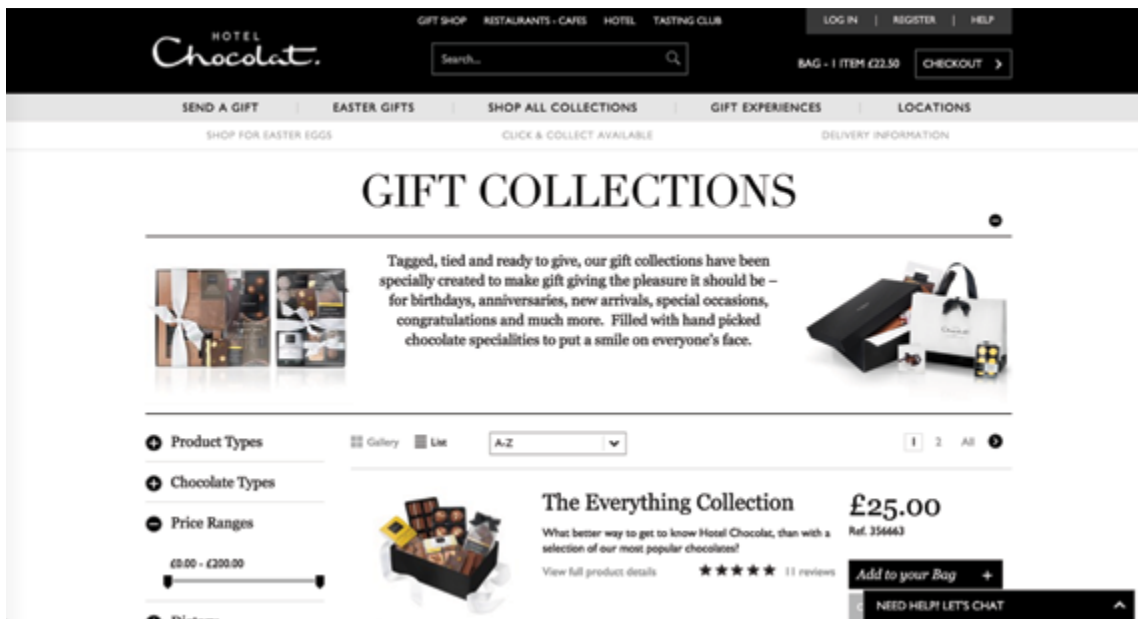 GIFT SHOP RESTAURANTS - CAFES HOTEL TASTING CLUB LOG IN | REGISTER | HELP
HOTEL
Chocolat.
Search...
BAG - 1 ITEM £22.50 CHECKOUT
SEND A GIFT EASTER GIFTS SHOP ALL COLLECTIONS GIFT EXPERIENCES LOCATIONS
SHOP FOR EASTER EGGS CLICK & COLLECT AVAILABLE DELIVERY INFORMATION
GIFT COLLECTIONS
Tagged, tied and ready to give, our gift collections have been
specially created to make gift giving the pleasure it should be –
for birthdays, anniversaries, new arrivals, special occasions,
congratulations and much more. Filled with hand picked
chocolate specialities to put a smile on everyone's face.
Chocolat
Product Types
Chocolate Types
Price Ranges
£0.00 - £200.00
Gallery List A-Z 1 2 All
The Everything Collection
What better way to get to know Hotel Chocolat, than with a
selection of our most popular chocolates?
View full product details ★★★★★ 11 reviews
£25.00
Ref. 356663
Add to your Bag +
NEED HELP? LET'S CHAT